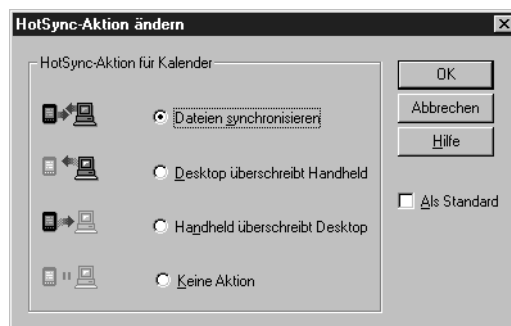 HotSync-Aktion ändern
HotSync-Aktion für Kalender
Dateien synchronisieren
Desktop überschreibt Handheld
Handheld überschreibt Desktop
Keine Aktion
OK
Abbrechen
Hilfe
Als Standard